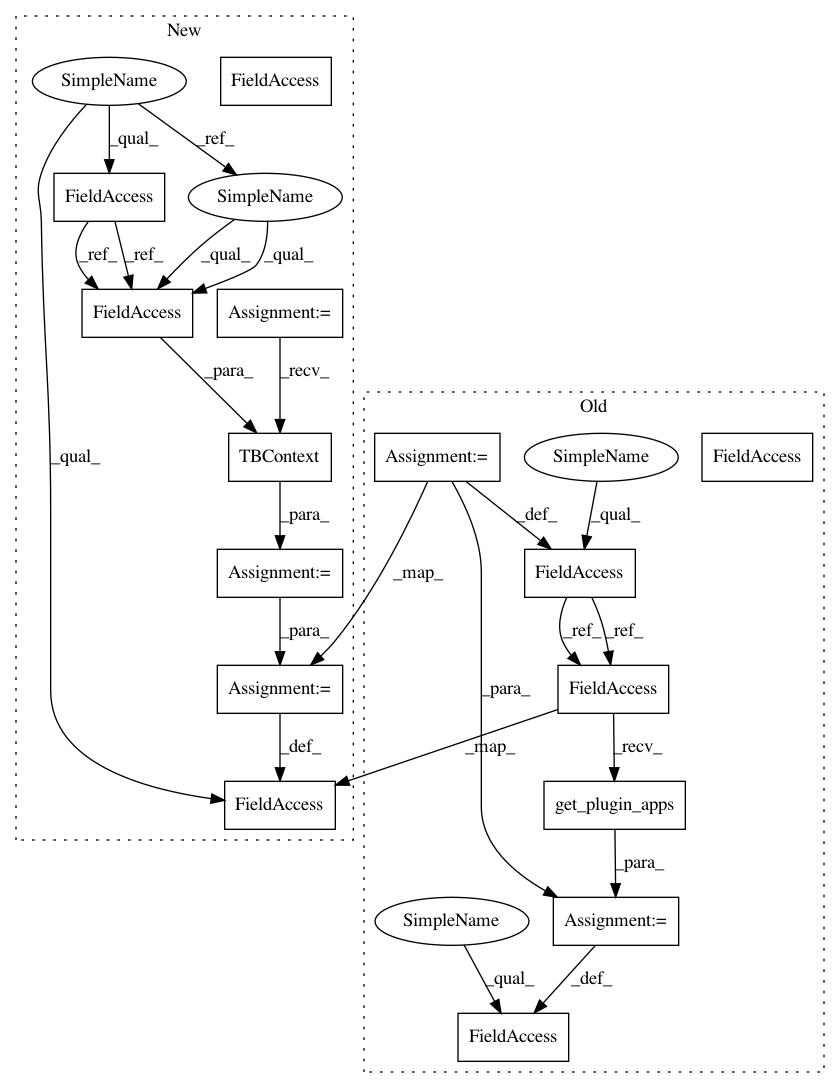 New
SimpleName
FieldAccess
_qual_
_ref_
FieldAccess
SimpleName
_ref_
_ref_
_qual_
_qual_
FieldAccess
Assignment:=
_para_
_recv_
Old
_qual_
TBContext
Assignment:=
SimpleName
FieldAccess
_para_
_def_
_qual_
Assignment:=
_map_
FieldAccess
_para_
_ref_
_ref_
Assignment:=
_para_
FieldAccess
_def_
_map_
_recv_
FieldAccess
get_plugin_apps
_para_
SimpleName
Assignment:=
_qual_
_def_
FieldAccess